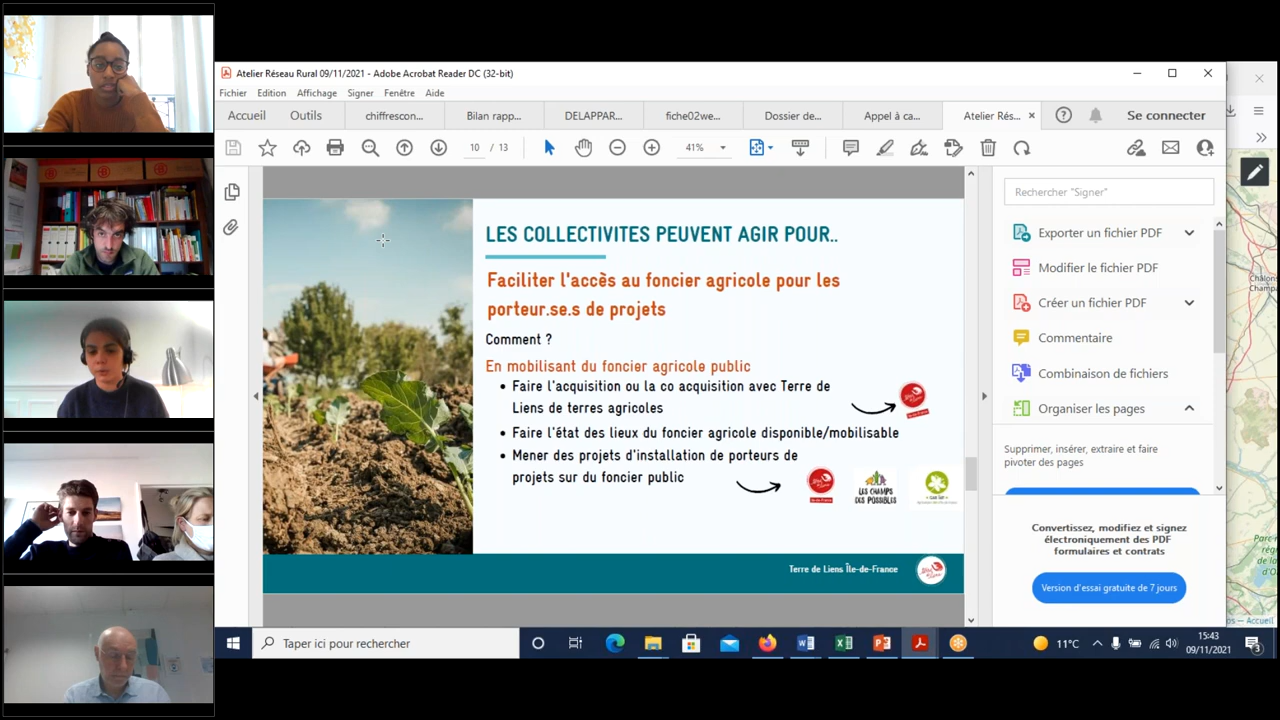 Atelier Réseau Rural 09/11/2021 - Adobe Acrobat Reader DC (32-bit)
Fichier Edition Affichage Signer Fenêtre Aide
Accueil Outils chiffrescon... Bilan rapp... DELAPPAR... fiche02we... Dossier de... Appel à ca... Atelier Rés... × Se connecter
10 / 13 41%
Rechercher "Signer"
Exporter un fichier PDF
Modifier le fichier PDF
Créer un fichier PDF
Commentaire
Combinaison de fichiers
Organiser les pages
Supprimer, insérer, extraire et faire
pivoter des pages
Convertissez, modifiez et signez
électroniquement des PDF
formulaires et contrats
Version d'essai gratuite de 7 jours
LES COLLECTIVITES PEUVENT AGIR POUR..
Faciliter l'accès au foncier agricole pour les
porteur.se.s de projets
Comment ?
En mobilisant du foncier agricole public
• Faire l'acquisition ou la co acquisition avec Terre de
Liens de terres agricoles
• Faire l'état des lieux du foncier agricole disponible/mobilisable
• Mener des projets d'installation de porteurs de
projets sur du foncier public
LES CHAMPS
DES POSSIBLES
Terre de Liens Île-de-France
Châlons
Champ
Parc r
régio
de la
d'O
Accueil
Taper ici pour rechercher
11°C
15:43
09/11/2021
3